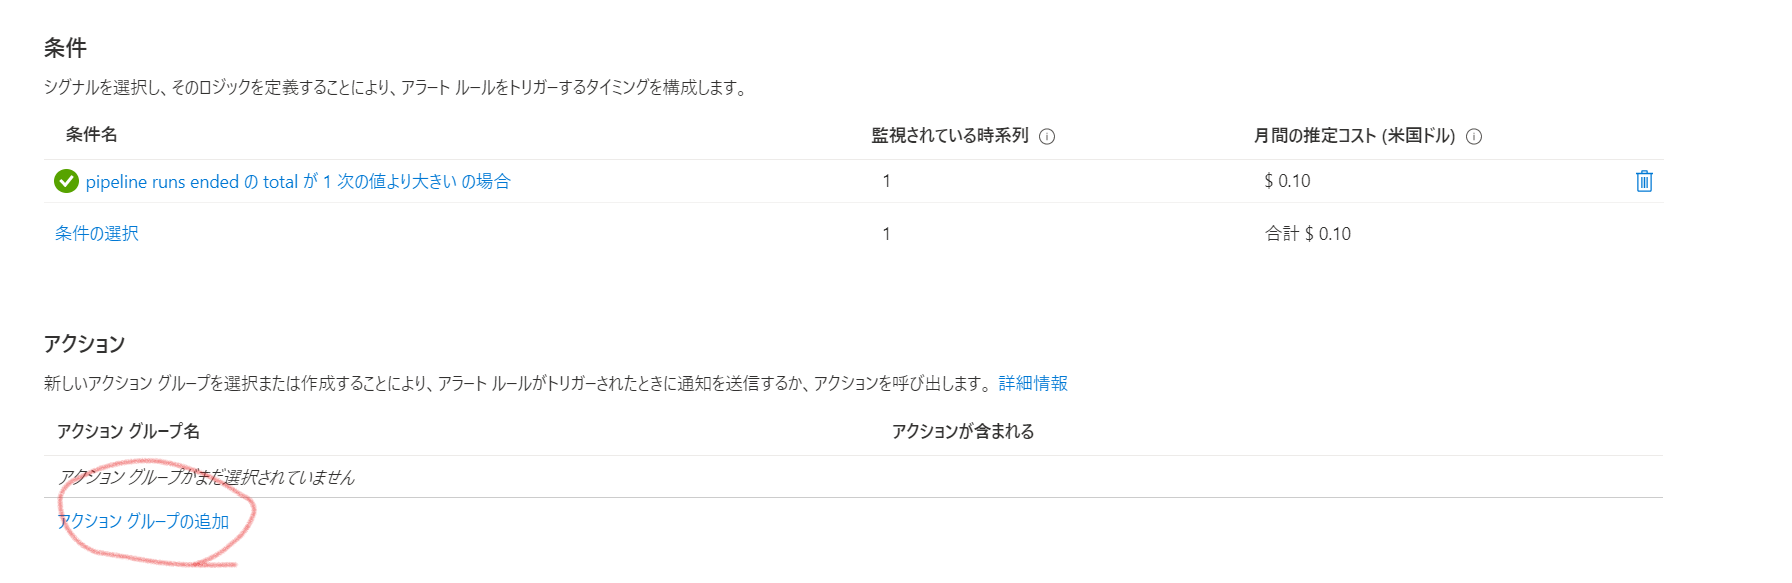 条件
シグナルを選択し、そのロジックを定義することにより、アラート ルールをトリガーするタイミングを構成します。
条件名 監視されている時系列 月間の推定コスト (米国ドル)
pipeline runs ended の total が 1 次の値より大きい の場合 1 $ 0.10
条件の選択 1 合計 $ 0.10
アクション
新しいアクション グループを選択または作成することにより、アラート ルールがトリガーされたときに通知を送信するか、アクションを呼び出します。 詳細情報
アクション グループ名 アクションが含まれる
アクション グループがまだ選択されていません
アクション グループの追加